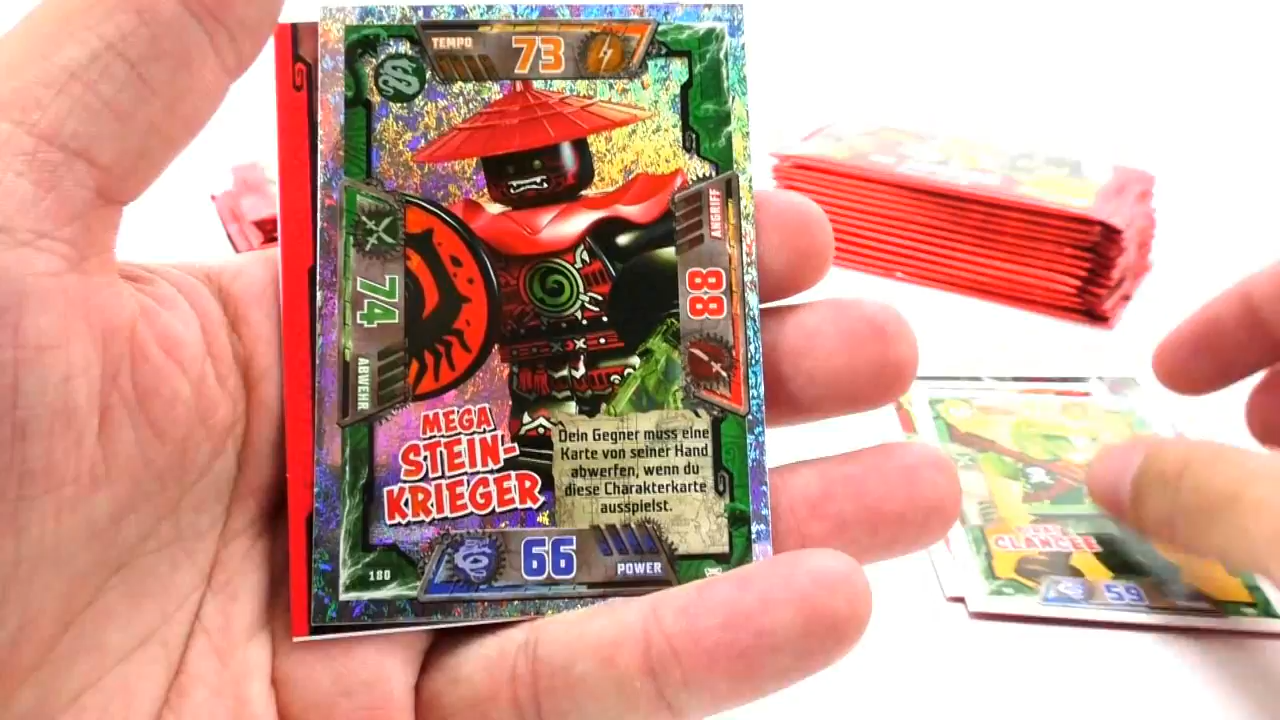 TEMPO
73
ANGRIFF
88
74
ABWEHR
MEGA
STEIN-
KRIEGER
Dein Gegner muss eine
Karte von seiner Hand
abwerfen, wenn du
diese Charakterkarte
ausspielst.
180
66
POWER
CLANCEE
59